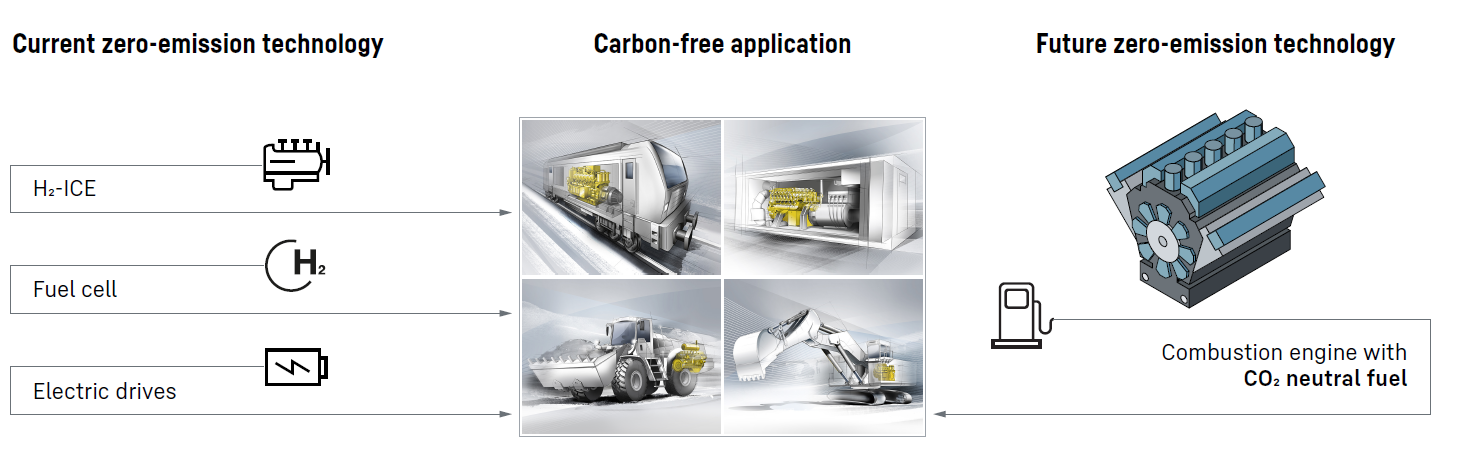 Current zero-emission technology
Carbon-free application
Future zero-emission technology
H₂-ICE
H₂
Fuel cell
Electric drives
Combustion engine with
CO₂ neutral fuel